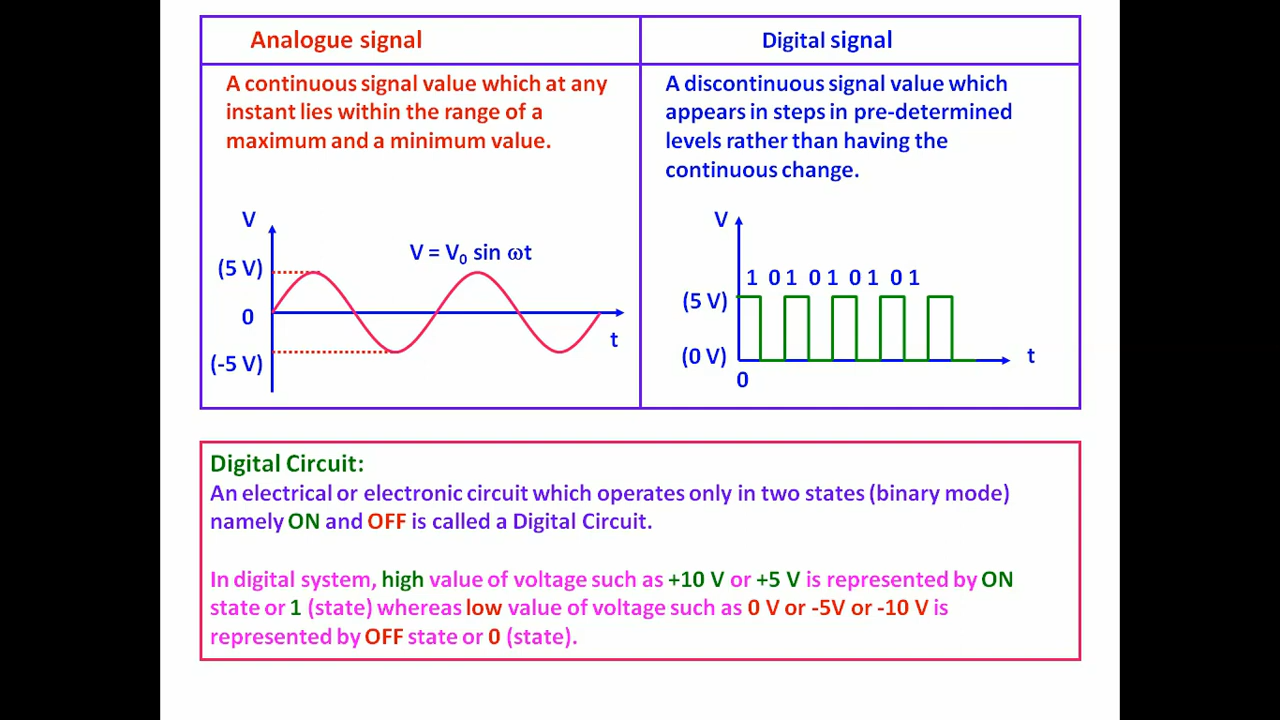 Analogue signal
Digital signal
A continuous signal value which at any
instant lies within the range of a
maximum and a minimum value.
A discontinuous signal value which
appears in steps in pre-determined
levels rather than having the
continuous change.
V
(5 V)
0
(-5 V)
V = V₀ sin ωt
t
V
1 0 1 0 1 0 1 0 1
(5 V)
(0 V)
0
t
Digital Circuit:
An electrical or electronic circuit which operates only in two states (binary mode)
namely ON and OFF is called a Digital Circuit.
In digital system, high value of voltage such as +10 V or +5 V is represented by ON
state or 1 (state) whereas low value of voltage such as 0 V or -5V or -10 V is
represented by OFF state or 0 (state).